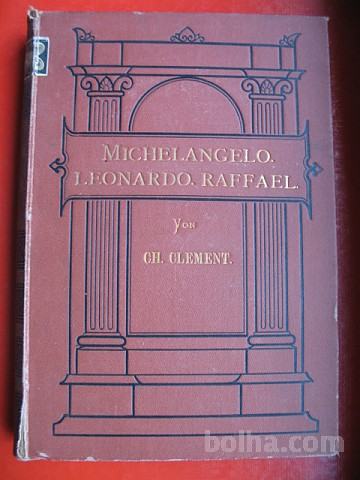 MICHELANGELO.
LEONARDO. RAFFAEL.
VON
CH. CLEMENT.
bolha.com